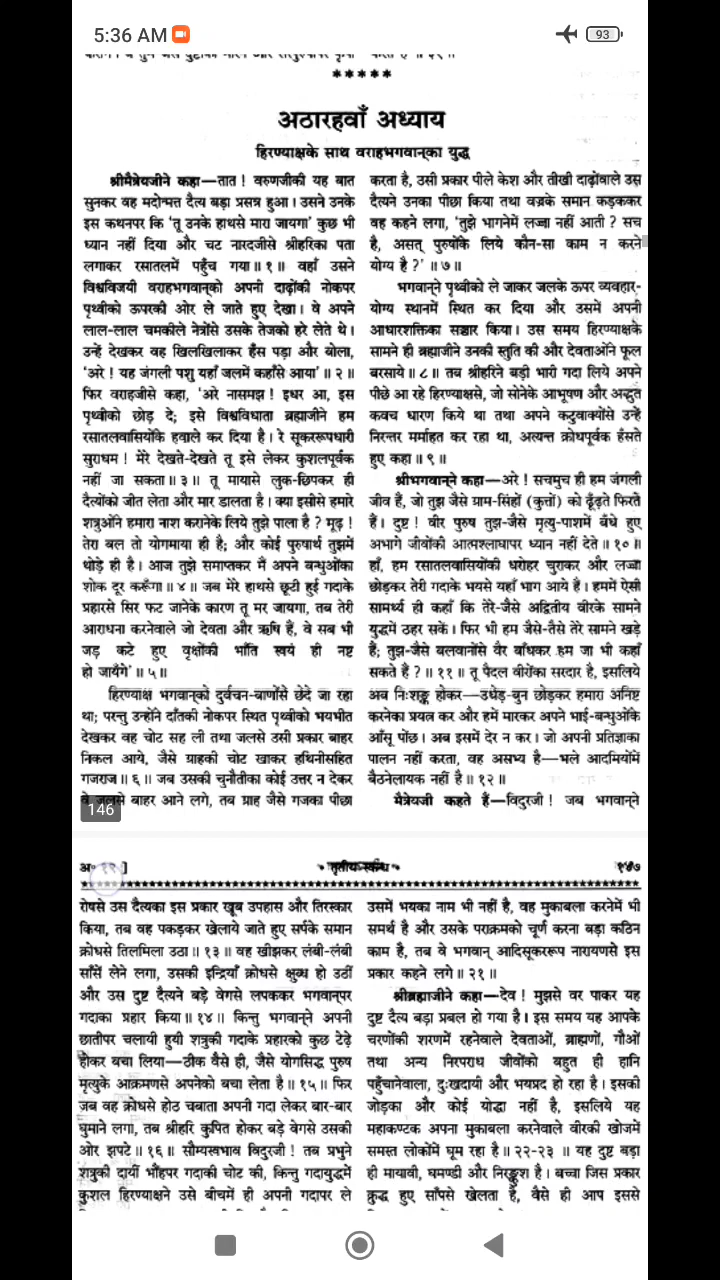 5:36 AM
93
*****
अठारहवाँ अध्याय
हिरण्याक्षके साथ वराहभगवान्का युद्ध
श्रीमैत्रेयजीने कहा—तात ! वरुणजीकी यह बात
सुनकर वह मदोन्मत्त दैत्य बड़ा प्रसन्न हुआ। उसने उनके
इस कथनपर कि 'तू उनके हाथसे मारा जायगा' कुछ भी
ध्यान नहीं दिया और चट नारदजीसे श्रीहरिका पता
लगाकर रसातलमें पहुँच गया॥१॥ वहाँ उसने
विश्वविजयी वराहभगवान्को अपनी दाढ़ोंकी नोकपर
पृथ्वीको ऊपरकी ओर ले जाते हुए देखा। वे अपने
लाल-लाल चमकीले नेत्रोंसे उसके तेजको हरे लेते थे।
उन्हें देखकर वह खिलखिलाकर हँस पड़ा और बोला,
'अरे ! यह जंगली पशु यहाँ जलमें कहाँसे आया'॥२॥
फिर वराहजीसे कहा, 'अरे नासमझ ! इधर आ, इस
पृथ्वीको छोड़ दे; इसे विश्वविधाता ब्रह्माजीने हम
रसातलवासियोंके हवाले कर दिया है। रे सूकररूपधारी
सुराधम ! मेरे देखते-देखते तू इसे लेकर कुशलपूर्वक
नहीं जा सकता॥३॥ तू मायासे लुक-छिपकर ही
दैत्योंको जीत लेता और मार डालता है। क्या इसीसे हमारे
शत्रुओंने हमारा नाश करानेके लिये तुझे पाला है ? मूढ़ !
तेरा बल तो योगमाया ही है; और कोई पुरुषार्थ तुझमें
थोड़े ही है। आज तुझे समाप्तकर मैं अपने बन्धुओंका
शोक दूर करूँगा॥४॥ जब मेरे हाथसे छूटी हुई गदाके
प्रहारसे सिर फट जानेके कारण तू मर जायगा, तब तेरी
आराधना करनेवाले जो देवता और ऋषि हैं, वे सब भी
जड़ कटे हुए वृक्षोंकी भाँति स्वयं ही नष्ट
हो जायेंगे'॥५॥
हिरण्याक्ष भगवान्को दुर्वचन-बाणोंसे छेदे जा रहा
था; परन्तु उन्होंने दाँतकी नोकपर स्थित पृथ्वीको भयभीत
देखकर वह चोट सह ली तथा जलसे उसी प्रकार बाहर
निकल आये, जैसे ग्राहकी चोट खाकर हथिनीसहित
गजराज॥६॥ जब उसकी चुनौतीका कोई उत्तर न देकर
वे जलसे बाहर आने लगे, तब ग्राह जैसे गजका पीछा
146
करता है, उसी प्रकार पीले केश और तीखी दाढ़ोंवाले उस
दैत्यने उनका पीछा किया तथा वज्रके समान कड़ककर
वह कहने लगा, 'तुझे भागनेमें लज्जा नहीं आती ? सच
है, असत् पुरुषोंके लिये कौन-सा काम न करने
योग्य है ?'॥७॥
भगवान्ने पृथ्वीको ले जाकर जलके ऊपर व्यवहार-
योग्य स्थानमें स्थित कर दिया और उसमें अपनी
आधारशक्तिका सञ्चार किया। उस समय हिरण्याक्षके
सामने ही ब्रह्माजीने उनकी स्तुति की और देवताओंने फूल
बरसाये॥८॥ तब श्रीहरिने बड़ी भारी गदा लिये अपने
पीछे आ रहे हिरण्याक्षसे, जो सोनेके आभूषण और अद्भुत
कवच धारण किये था तथा अपने कटुवाक्योंसे उन्हें
निरन्तर मर्माहत कर रहा था, अत्यन्त क्रोधपूर्वक हँसते
हुए कहा॥९॥
श्रीभगवान्ने कहा—अरे ! सचमुच ही हम जंगली
जीव हैं, जो तुझ जैसे ग्राम-सिंहों (कुत्तों) को ढूँढ़ते फिरते
हैं। दुष्ट ! वीर पुरुष तुझ-जैसे मृत्यु-पाशमें बँधे हुए
अभागे जीवोंकी आत्मश्लाघापर ध्यान नहीं देते॥१०॥
हाँ, हम रसातलवासियोंकी धरोहर चुराकर और लज्जा
छोड़कर तेरी गदाके भयसे यहाँ भाग आये हैं। हममें ऐसी
सामर्थ्य ही कहाँ कि तेरे-जैसे अद्वितीय वीरके सामने
युद्धमें ठहर सकें। फिर भी हम जैसे-तैसे तेरे सामने खड़े
हैं; तुझ-जैसे बलवानोंसे वैर बाँधकर हम जा भी कहाँ
सकते हैं ?॥११॥ तू पैदल वीरोंका सरदार है, इसलिये
अब निःशङ्क होकर—उधेड़-बुन छोड़कर हमारा अनिष्ट
करनेका प्रयत्न कर और हमें मारकर अपने भाई-बन्धुओंके
आँसू पोंछ। अब इसमें देर न कर। जो अपनी प्रतिज्ञाका
पालन नहीं करता, वह असभ्य है—भले आदमियोंमें
बैठनेलायक नहीं है॥१२॥
मैत्रेयजी कहते हैं—विदुरजी ! जब भगवान्ने
अ॰ १८]
• तृतीय स्कन्ध •
१४७
रोषसे उस दैत्यका इस प्रकार खूब उपहास और तिरस्कार
किया, तब वह पकड़कर खेलाये जाते हुए सर्पके समान
क्रोधसे तिलमिला उठा॥१३॥ वह खीझकर लंबी-लंबी
साँसें लेने लगा, उसकी इन्द्रियाँ क्रोधसे क्षुब्ध हो उठीं
और उस दुष्ट दैत्यने बड़े वेगसे लपककर भगवान्पर
गदाका प्रहार किया॥१४॥ किन्तु भगवान्ने अपनी
छातीपर चलायी हुयी शत्रुकी गदाके प्रहारको कुछ टेढ़े
होकर बचा लिया—ठीक वैसे ही, जैसे योगसिद्ध पुरुष
मृत्युके आक्रमणसे अपनेको बचा लेता है॥१५॥ फिर
जब वह क्रोधसे होठ चबाता अपनी गदा लेकर बार-बार
घुमाने लगा, तब श्रीहरि कुपित होकर बड़े वेगसे उसकी
ओर झपटे॥१६॥ सौम्यस्वभाव विदुरजी ! तब प्रभुने
शत्रुकी दायीं भौंहपर गदाकी चोट की, किन्तु गदायुद्धमें
कुशल हिरण्याक्षने उसे बीचमें ही अपनी गदापर ले
उसमें भयका नाम भी नहीं है, वह मुकाबला करनेमें भी
समर्थ है और उसके पराक्रमको चूर्ण करना बड़ा कठिन
काम है, तब वे भगवान् आदिसूकररूप नारायणसे इस
प्रकार कहने लगे॥२१॥
श्रीब्रह्माजीने कहा—देव ! मुझसे वर पाकर यह
दुष्ट दैत्य बड़ा प्रबल हो गया है। इस समय यह आपके
चरणोंकी शरणमें रहनेवाले देवताओं, ब्राह्मणों, गौओं
तथा अन्य निरपराध जीवोंको बहुत ही हानि
पहुँचानेवाला, दुःखदायी और भयप्रद हो रहा है। इसकी
जोड़का और कोई योद्धा नहीं है, इसलिये यह
महाकण्टक अपना मुकाबला करनेवाले वीरकी खोजमें
समस्त लोकोंमें घूम रहा है॥२२-२३॥ यह दुष्ट बड़ा
ही मायावी, घमण्डी और निरङ्कुश है। बच्चा जिस प्रकार
क्रुद्ध हुए साँपसे खेलता है, वैसे ही आप इससे